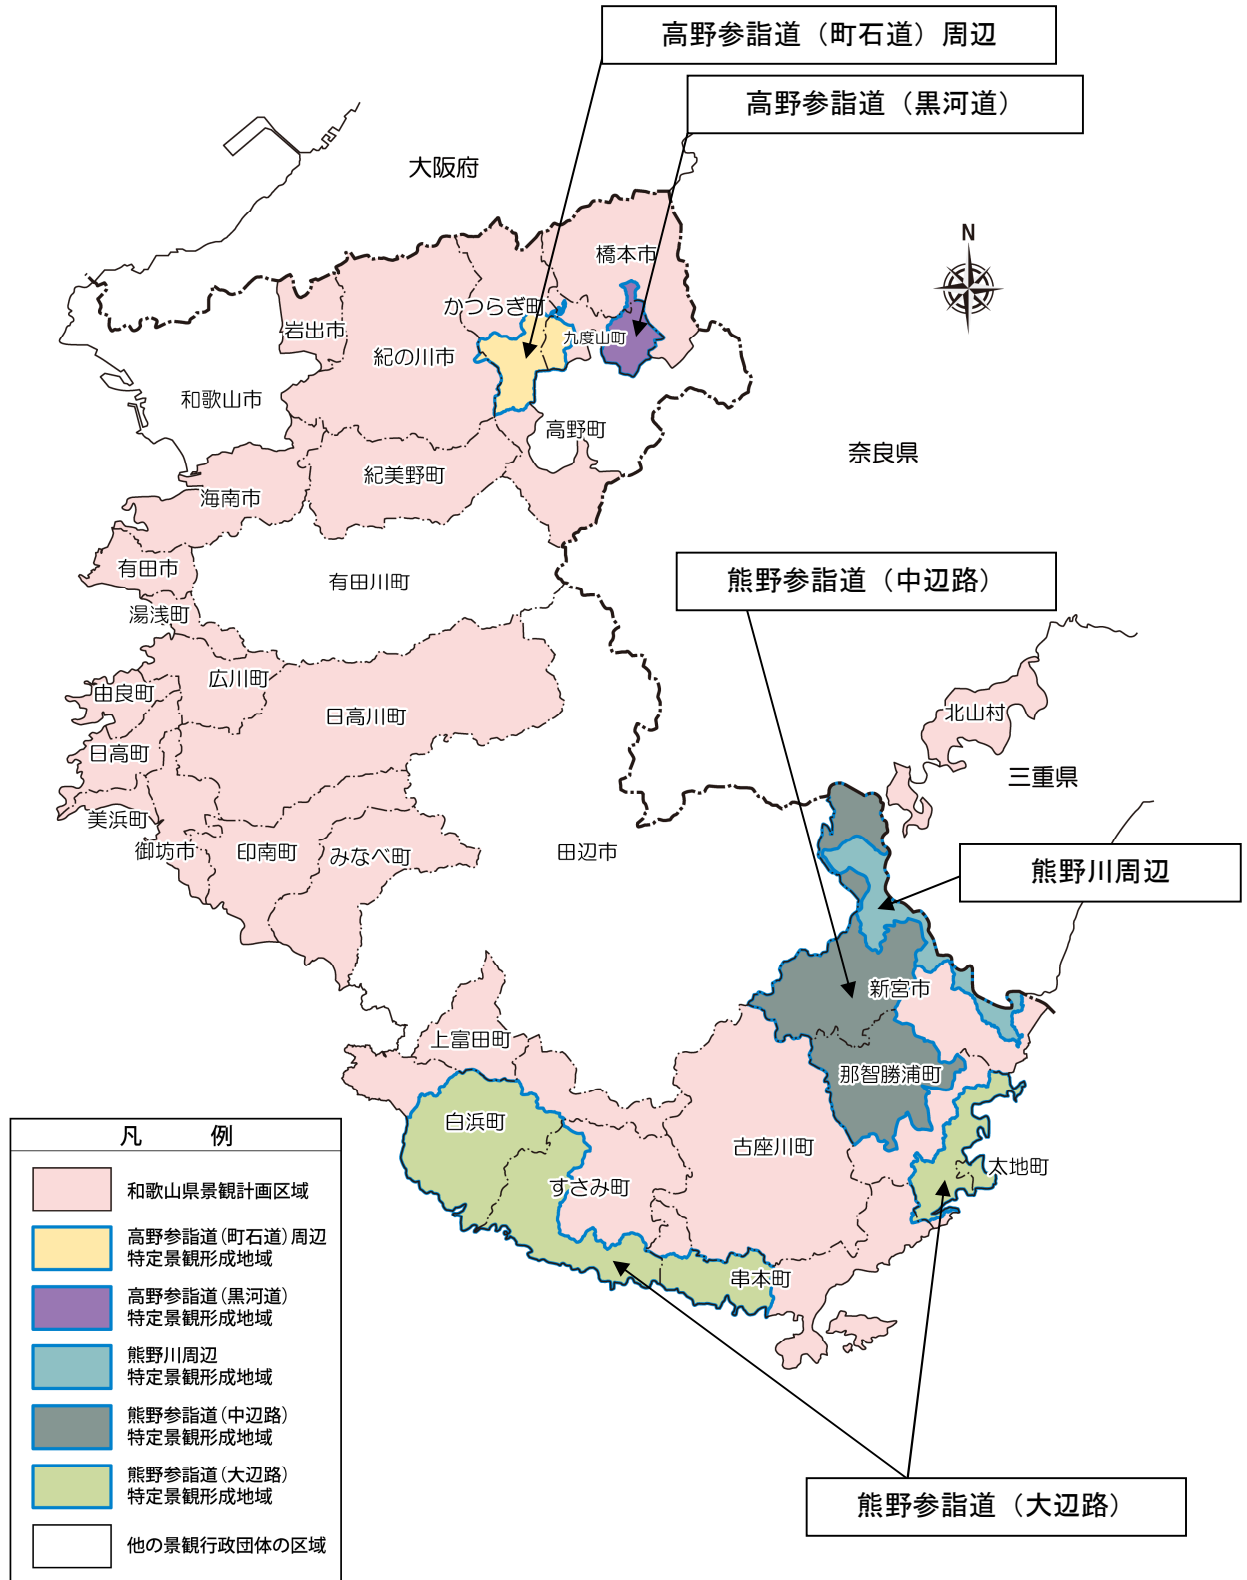 高野参詣道（町石道）周辺
高野参詣道（黒河道）
大阪府
N
橋本市
かつらぎ町
岩出市
九度山町
紀の川市
和歌山市
高野町
奈良県
紀美野町
海南市
有田市
有田川町
熊野参詣道（中辺路）
湯浅町
広川町
由良町
北山村
日高川町
日高町
三重県
美浜町
御坊市
印南町
みなべ町
田辺市
熊野川周辺
新宮市
上富田町
那智勝浦町
白浜町
古座川町
太地町
すさみ町
串本町
熊野参詣道（大辺路）
凡　例
和歌山県景観計画区域
高野参詣道(町石道)周辺
特定景観形成地域
高野参詣道(黒河道)
特定景観形成地域
熊野川周辺
特定景観形成地域
熊野参詣道(中辺路)
特定景観形成地域
熊野参詣道(大辺路)
特定景観形成地域
他の景観行政団体の区域